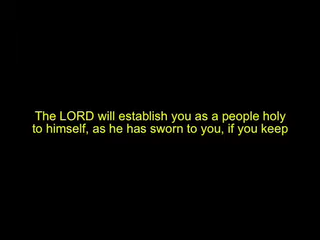 The LORD will establish you as a people holy
to himself, as he has sworn to you, if you keep